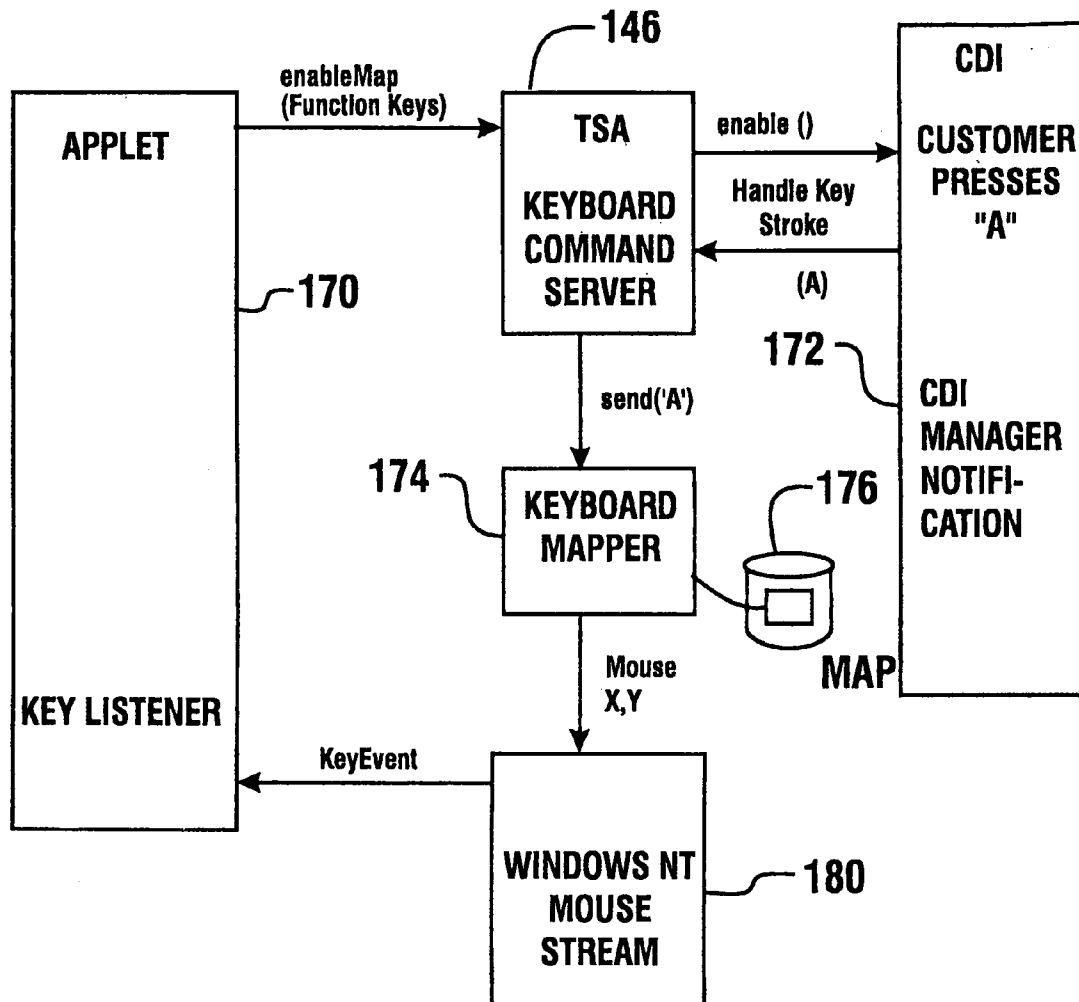 146
enableMap
(Function Keys)
APPLET
TSA
KEYBOARD
COMMAND
SERVER
enable ()
Handle Key
Stroke
(A)
CDI
CUSTOMER
PRESSES
"A"
170
172
CDI
MANAGER
NOTIFI-
CATION
send('A')
174
KEYBOARD
MAPPER
176
MAP
Mouse
X,Y
KEY LISTENER
KeyEvent
WINDOWS NT
MOUSE
STREAM
180